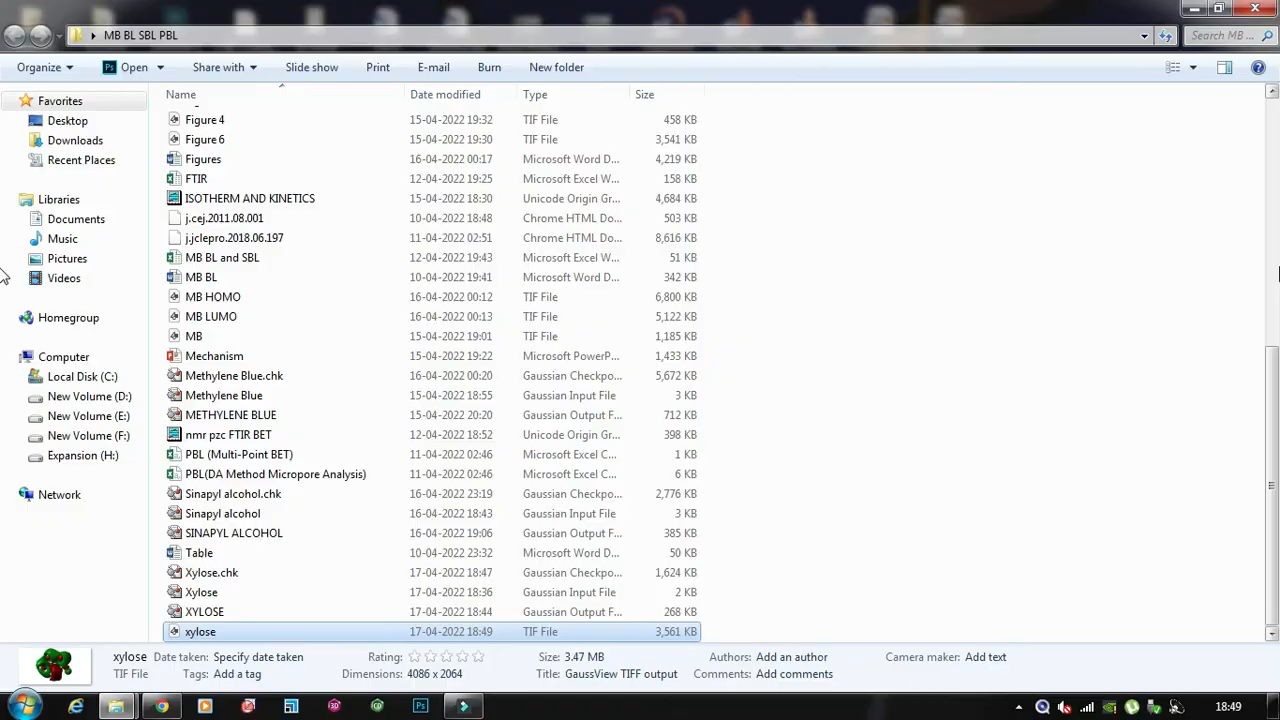 MB BL SBL PBL
Search MB ...
Organize Open Share with Slide show Print E-mail Burn New folder
Name Date modified Type Size
Favorites
Desktop
Downloads
Recent Places
Libraries
Documents
Music
Pictures
Videos
Homegroup
Computer
Local Disk (C:)
New Volume (D:)
New Volume (E:)
New Volume (F:)
Expansion (H:)
Network
Figure 4 15-04-2022 19:32 TIF File 458 KB
Figure 6 15-04-2022 19:30 TIF File 3,541 KB
Figures 16-04-2022 00:17 Microsoft Word D... 4,219 KB
FTIR 12-04-2022 19:25 Microsoft Excel W... 158 KB
ISOTHERM AND KINETICS 15-04-2022 18:30 Unicode Origin Gr... 4,684 KB
j.cej.2011.08.001 10-04-2022 18:48 Chrome HTML Do... 503 KB
j.jclepro.2018.06.197 11-04-2022 02:51 Chrome HTML Do... 8,616 KB
MB BL and SBL 12-04-2022 19:43 Microsoft Excel W... 51 KB
MB BL 10-04-2022 19:41 Microsoft Word D... 342 KB
MB HOMO 16-04-2022 00:12 TIF File 6,800 KB
MB LUMO 16-04-2022 00:13 TIF File 5,122 KB
MB 15-04-2022 19:01 TIF File 1,185 KB
Mechanism 15-04-2022 19:22 Microsoft PowerP... 1,433 KB
Methylene Blue.chk 16-04-2022 00:20 Gaussian Checkpo... 5,672 KB
Methylene Blue 15-04-2022 18:55 Gaussian Input File 3 KB
METHYLENE BLUE 15-04-2022 20:20 Gaussian Output F... 712 KB
nmr pzc FTIR BET 12-04-2022 18:52 Unicode Origin Gr... 398 KB
PBL (Multi-Point BET) 11-04-2022 02:46 Microsoft Excel C... 1 KB
PBL(DA Method Micropore Analysis) 11-04-2022 02:46 Microsoft Excel C... 6 KB
Sinapyl alcohol.chk 16-04-2022 23:19 Gaussian Checkpo... 2,776 KB
Sinapyl alcohol 16-04-2022 18:43 Gaussian Input File 3 KB
SINAPYL ALCOHOL 16-04-2022 19:06 Gaussian Output F... 385 KB
Table 10-04-2022 23:32 Microsoft Word D... 50 KB
Xylose.chk 17-04-2022 18:47 Gaussian Checkpo... 1,624 KB
Xylose 17-04-2022 18:36 Gaussian Input File 2 KB
XYLOSE 17-04-2022 18:44 Gaussian Output F... 268 KB
xylose 17-04-2022 18:49 TIF File 3,561 KB
xylose Date taken: Specify date taken Rating: Size: 3.47 MB Authors: Add an author Camera maker: Add text
TIF File Tags: Add a tag Dimensions: 4086 x 2064 Title: GaussView TIFF output Comments: Add comments
Ps
18:49